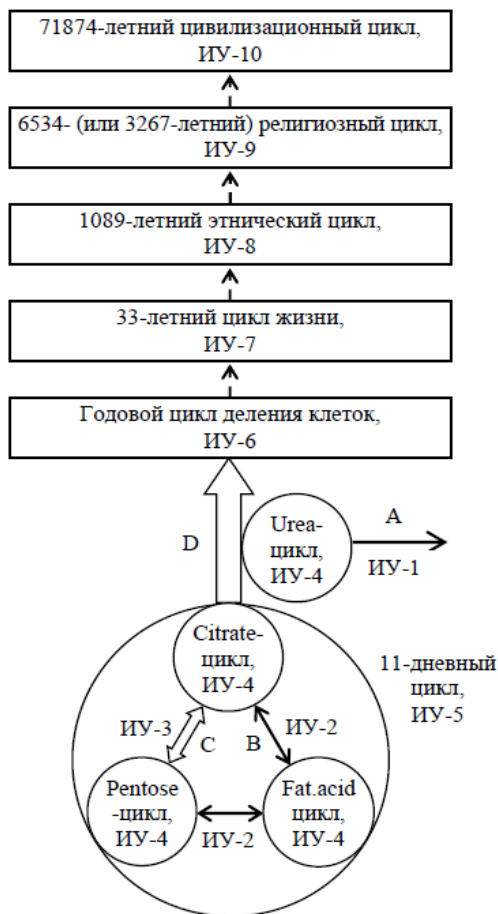 71874-летний цивилизационный цикл,
ИУ-10
6534- (или 3267-летний) религиозный цикл,
ИУ-9
1089-летний этнический цикл,
ИУ-8
33-летний цикл жизни,
ИУ-7
Годовой цикл деления клеток,
ИУ-6
D
Urea-
цикл,
ИУ-4
A
ИУ-1
Citrate-
цикл,
ИУ-4
11-дневный
цикл,
ИУ-5
ИУ-3
C
B
ИУ-2
Pentose
-цикл,
ИУ-4
ИУ-2
Fat.acid
цикл,
ИУ-4